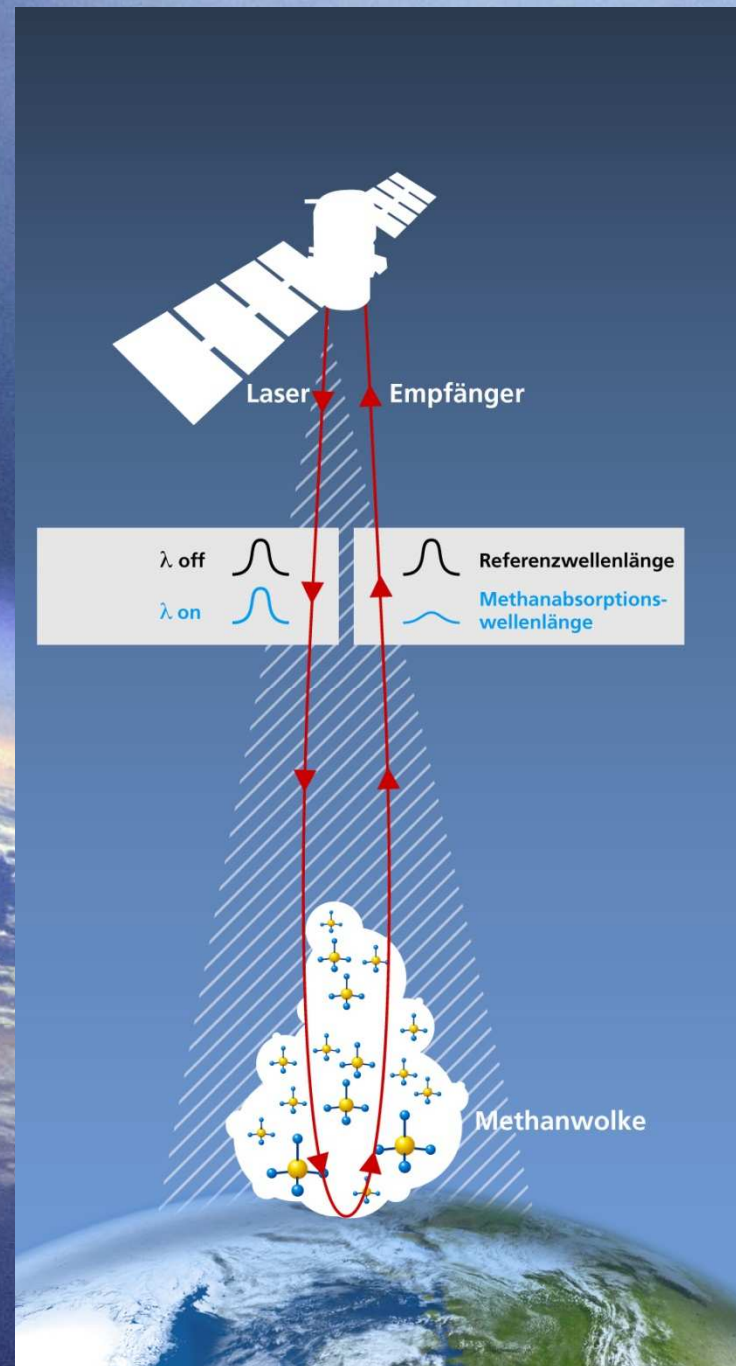 Laser
Empfänger
λ off
λ on
Referenzwellenlänge
Methanabsorptions-
wellenlänge
Methanwolke